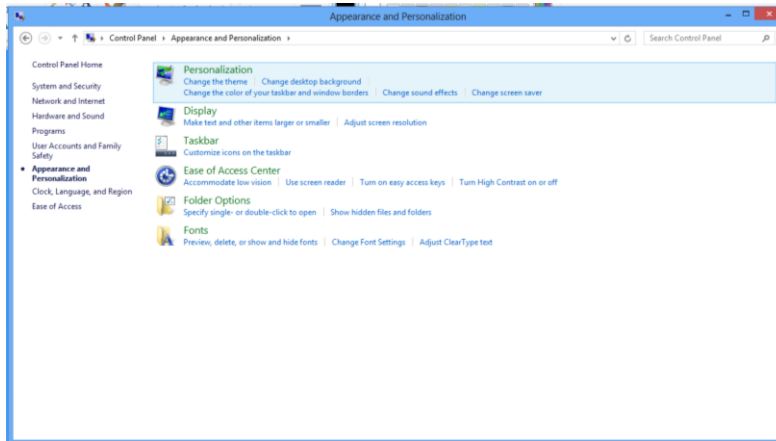 Appearance and Personalization
Control Panel Appearance and Personalization
Search Control Panel
Control Panel Home
System and Security
Network and Internet
Hardware and Sound
Programs
User Accounts and Family
Safety
Appearance and
Personalization
Clock, Language, and Region
Ease of Access
Personalization
Change the theme Change desktop background
Change the color of your taskbar and window borders Change sound effects Change screen saver
Display
Make text and other items larger or smaller Adjust screen resolution
Taskbar
Customize icons on the taskbar
Ease of Access Center
Accommodate low vision Use screen reader Turn on easy access keys Turn High Contrast on or off
Folder Options
Specify single- or double-click to open Show hidden files and folders
Fonts
Preview, delete, or show and hide fonts Change Font Settings Adjust ClearType text